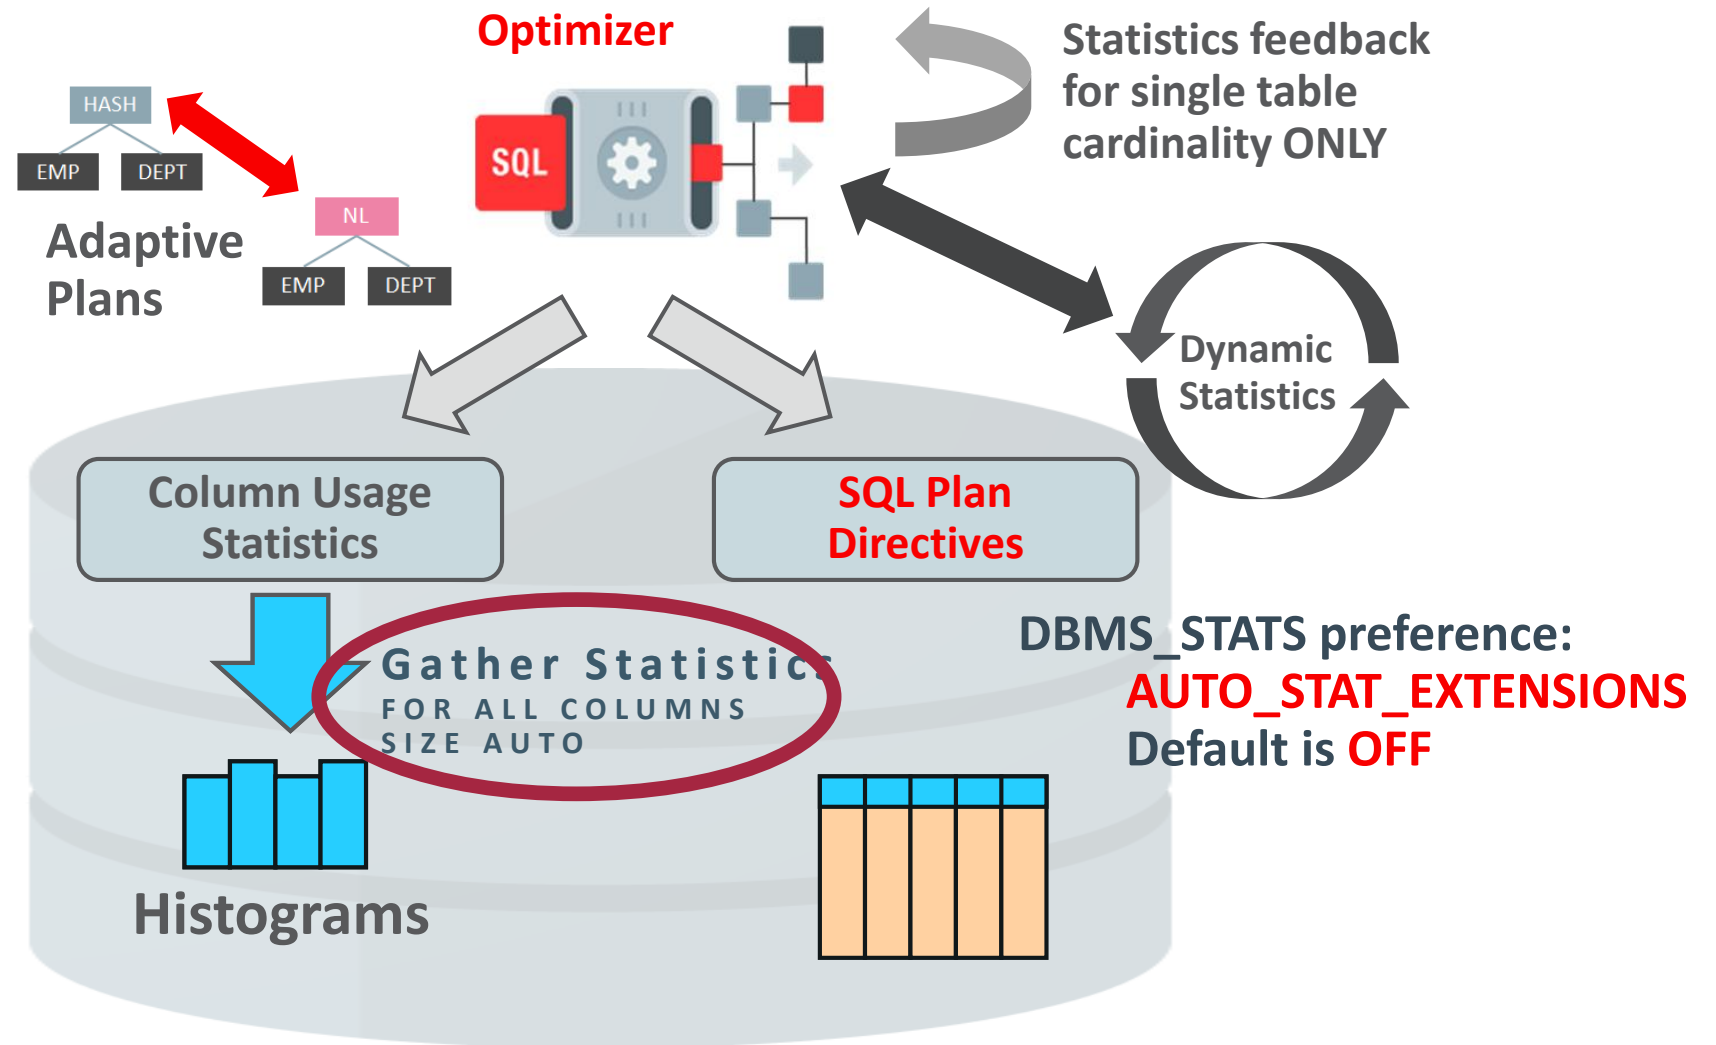 Optimizer
Statistics feedback
for single table
cardinality ONLY
HASH
EMP
DEPT
SQL
Adaptive
Plans
NL
EMP
DEPT
Dynamic
Statistics
Column Usage
Statistics
SQL Plan
Directives
Gather Statistics
FOR ALL COLUMNS
SIZE AUTO
DBMS_STATS preference:
AUTO_STAT_EXTENSIONS
Default is OFF
Histograms